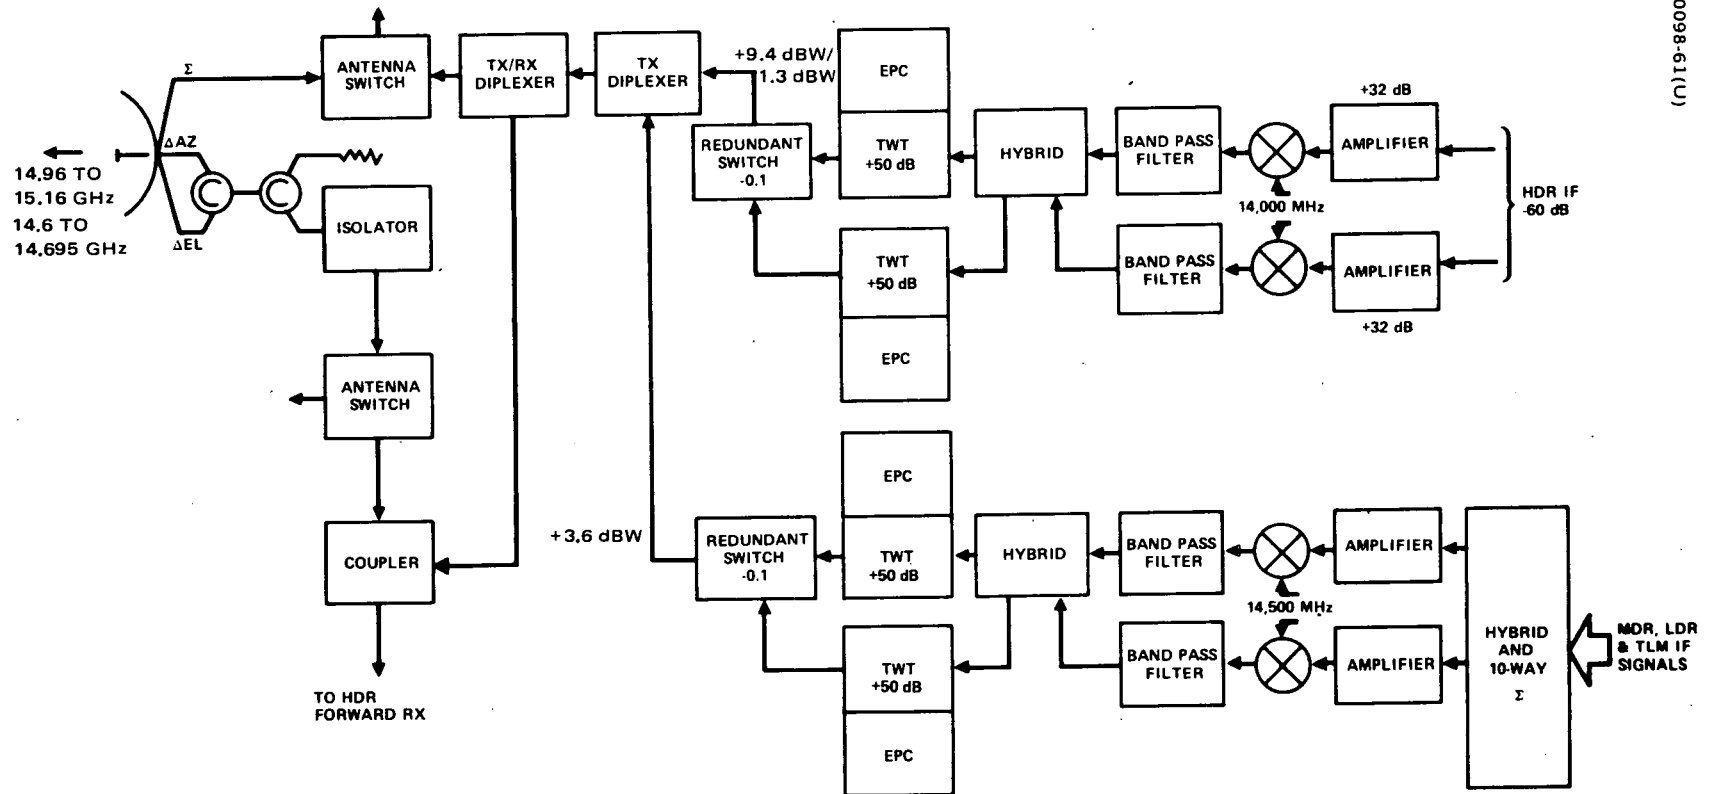 0098-61(U)
Σ
ANTENNA
SWITCH
TX/RX
DIPLEXER
TX
DIPLEXER
+9.4 dBW/
1.3 dBW
EPC
TWT
+50 dB
REDUNDANT
SWITCH
-0.1
HYBRID
BAND PASS
FILTER
+32 dB
AMPLIFIER
14,000 MHz
HDR IF
-60 dB
TWT
+50 dB
EPC
BAND PASS
FILTER
AMPLIFIER
+32 dB
ΔAZ
14.96 TO
15.16 GHz
14.6 TO
14.695 GHz
ΔEL
C
C
ISOLATOR
ANTENNA
SWITCH
COUPLER
TO HDR
FORWARD RX
+3.6 dBW
REDUNDANT
SWITCH
-0.1
EPC
TWT
+50 dB
HYBRID
BAND PASS
FILTER
AMPLIFIER
14,500 MHz
TWT
+50 dB
EPC
BAND PASS
FILTER
AMPLIFIER
HYBRID
AND
10-WAY
Σ
MDR, LDR
& TLM IF
SIGNALS